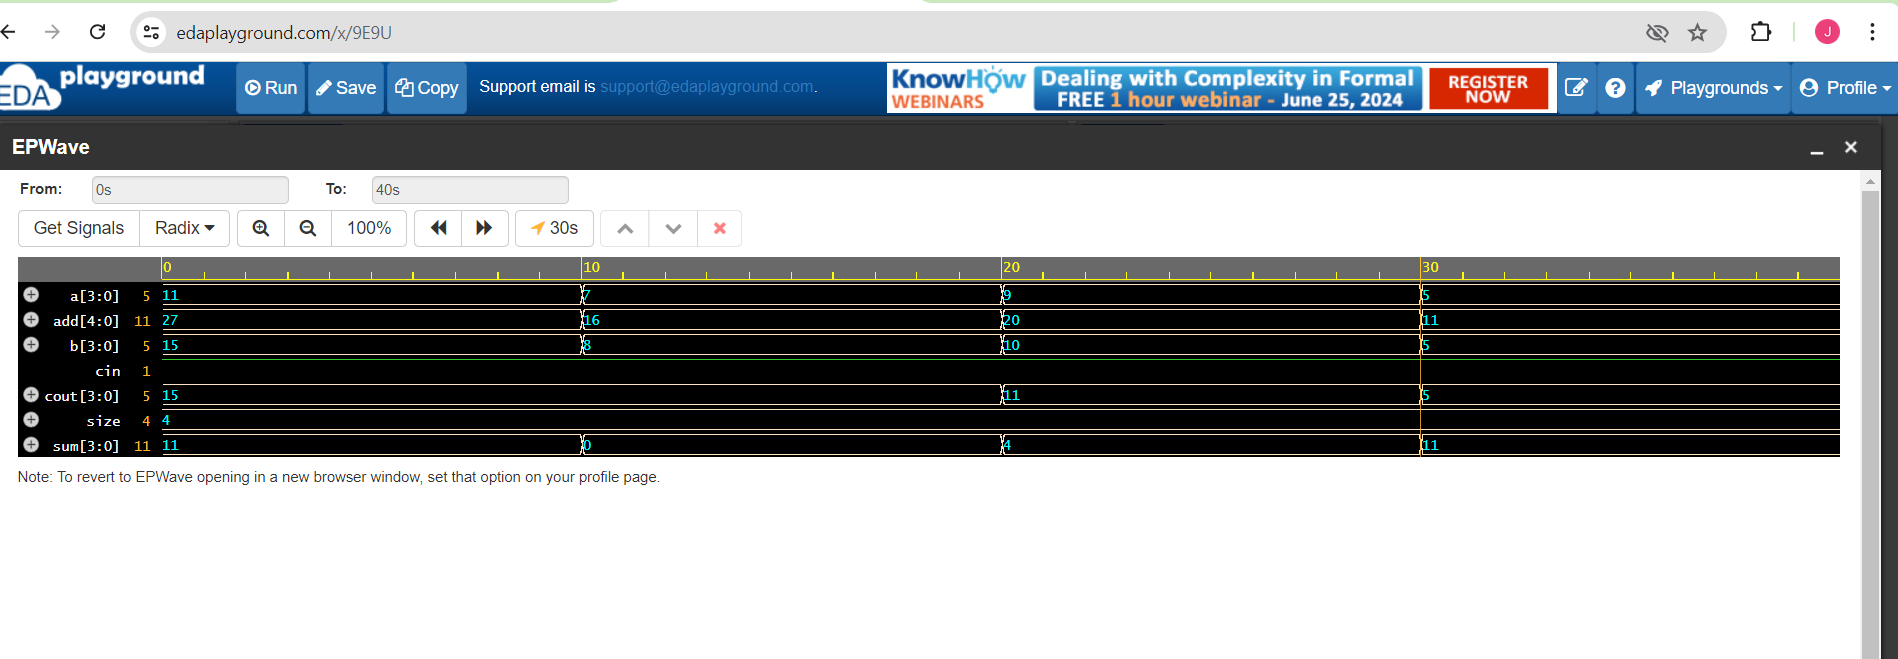 edaplayground.com/x/9E9U
J
EDA playground
Run
Save
Copy
Support email is support@edaplayground.com.
KnowHow WEBINARS
Dealing with Complexity in Formal
FREE 1 hour webinar - June 25, 2024
REGISTER NOW
Playgrounds
Profile
EPWave
From: 0s To: 40s
Get Signals Radix 100% 30s
0 10 20 30
a[3:0] 5 11 7 9 5
add[4:0] 11 27 16 20 11
b[3:0] 5 15 8 10 5
cin 1
cout[3:0] 5 15 11 5
size 4 4
sum[3:0] 11 11 0 4 11
Note: To revert to EPWave opening in a new browser window, set that option on your profile page.